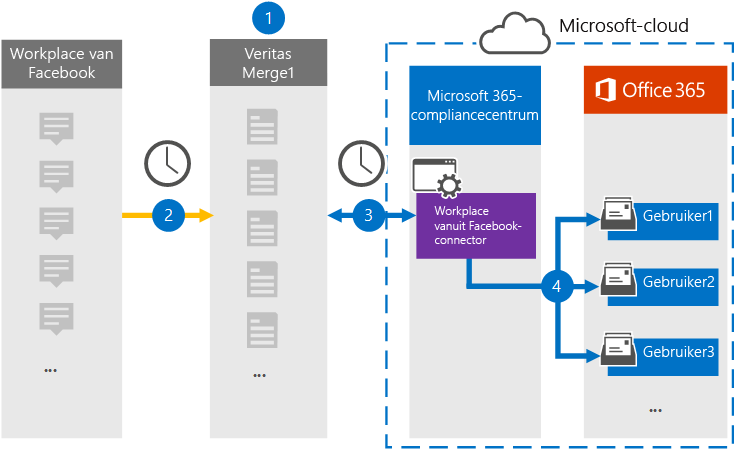 1
Microsoft-cloud
Workplace van
Facebook
Veritas
Merge1
Microsoft 365-
compliancecentrum
Office 365
2
3
Workplace
vanuit Facebook-
connector
4
Gebruiker1
Gebruiker2
Gebruiker3
...
...
...